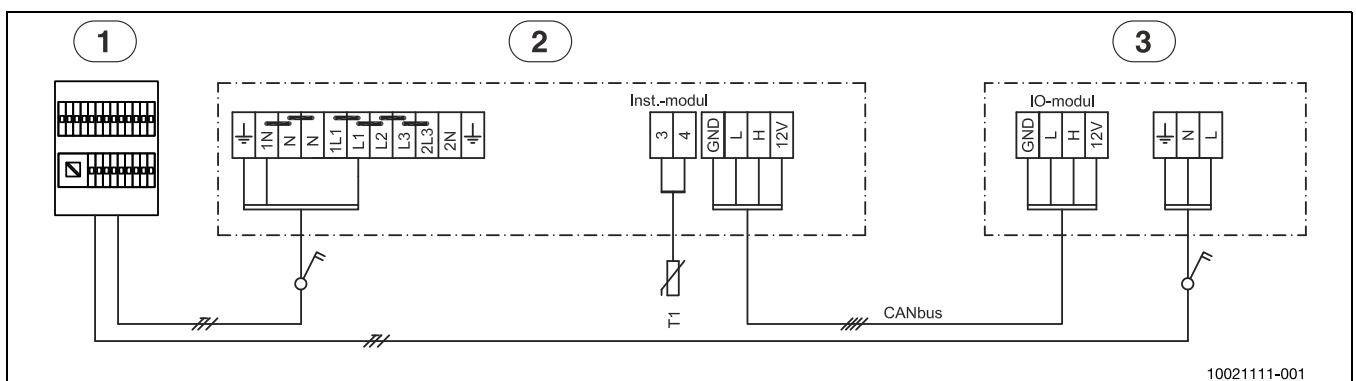 1 2 3
Inst.-modul IO-modul
1N N N 1L1 L1 L2 L3 2L3 2N 3 4 GND L H 12V GND L H 12V N L
T1
CANbus
10021111-001